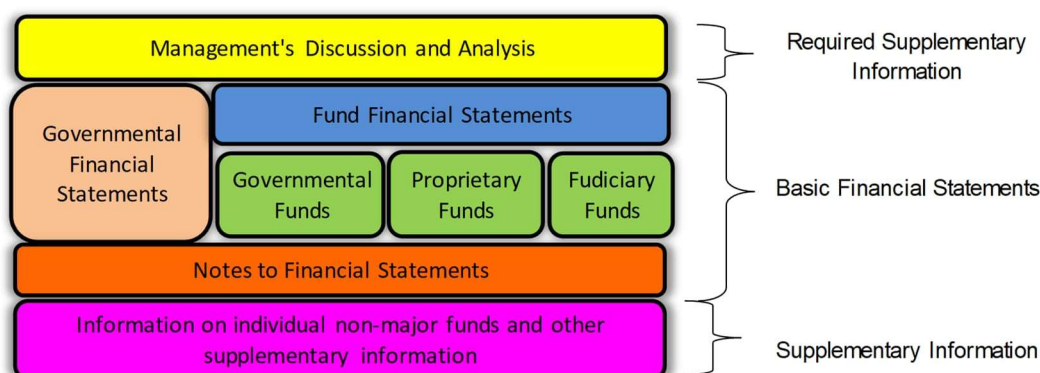 Management's Discussion and Analysis
Required Supplementary
Information
Governmental
Financial
Statements
Fund Financial Statements
Governmental
Funds
Proprietary
Funds
Fudiciary
Funds
Basic Financial Statements
Notes to Financial Statements
Information on individual non-major funds and other
supplementary information
Supplementary Information